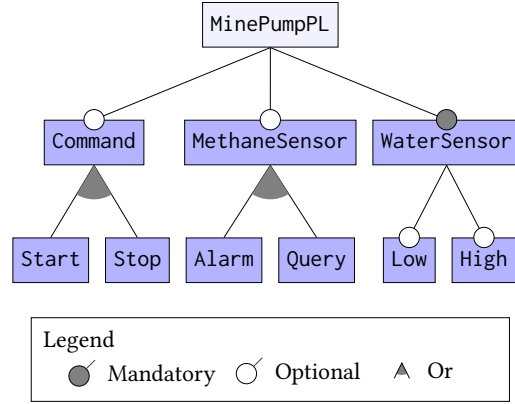 MinePumpPL
Command MethaneSensor WaterSensor
Start Stop Alarm Query Low High
Legend
Mandatory Optional Or